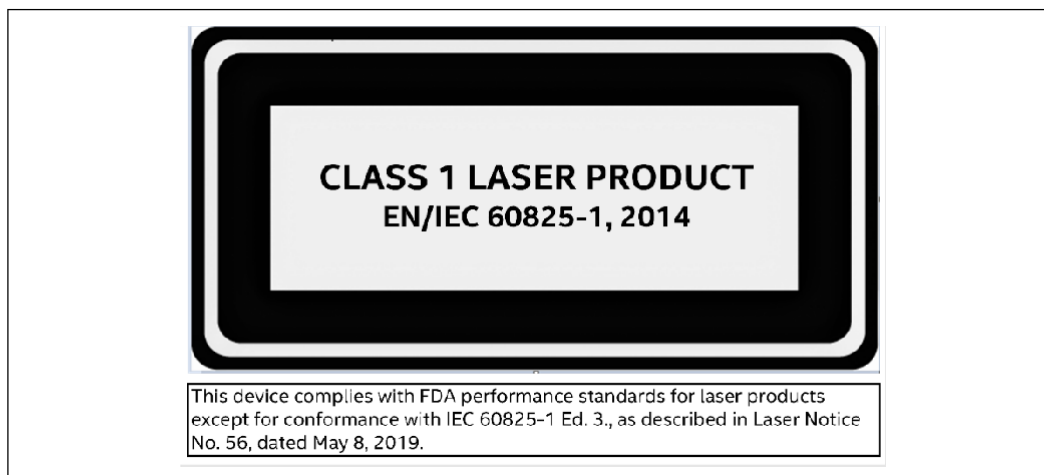 CLASS 1 LASER PRODUCT
EN/IEC 60825-1, 2014
This device complies with FDA performance standards for laser products
except for conformance with IEC 60825-1 Ed. 3., as described in Laser Notice
No. 56, dated May 8, 2019.